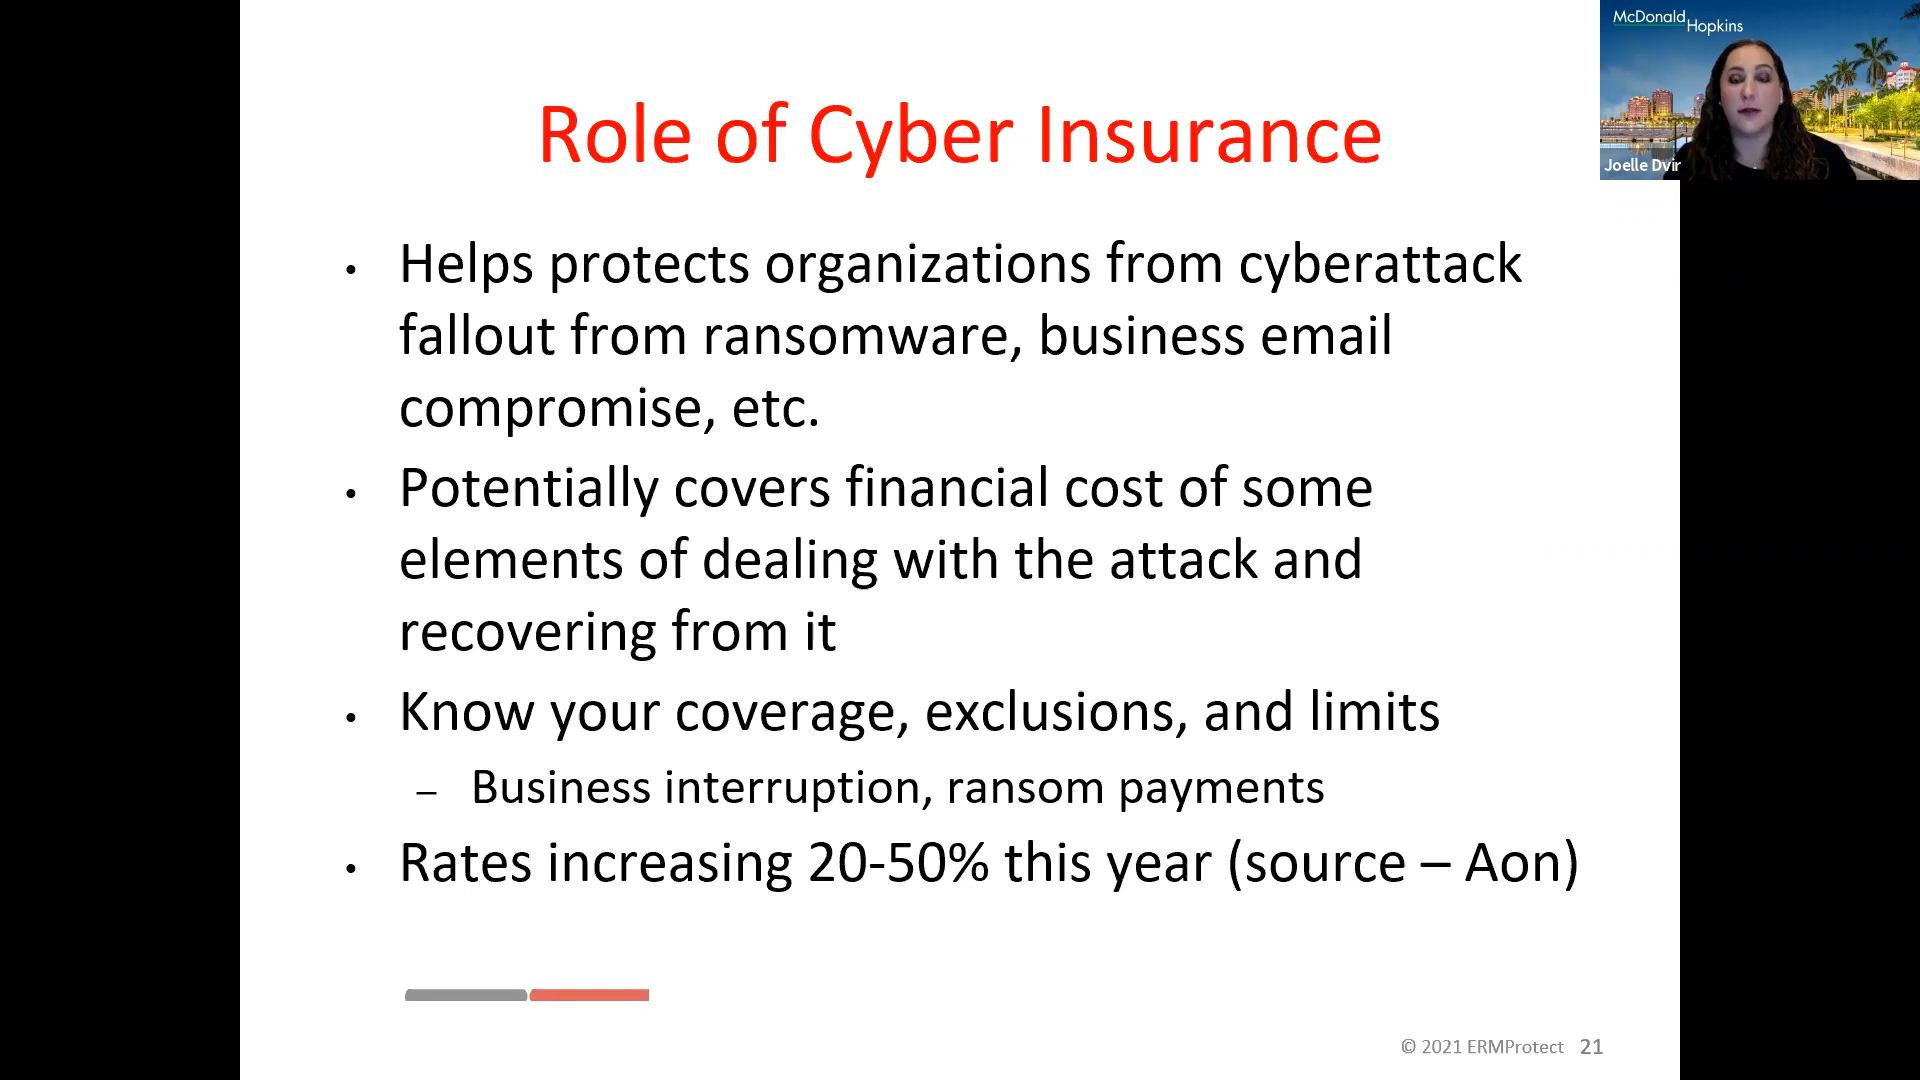 McDonald
Hopkins
Joelle Dvir
Role of Cyber Insurance
• Helps protects organizations from cyberattack
fallout from ransomware, business email
compromise, etc.
• Potentially covers financial cost of some
elements of dealing with the attack and
recovering from it
• Know your coverage, exclusions, and limits
– Business interruption, ransom payments
• Rates increasing 20-50% this year (source – Aon)
© 2021 ERMProtect 21